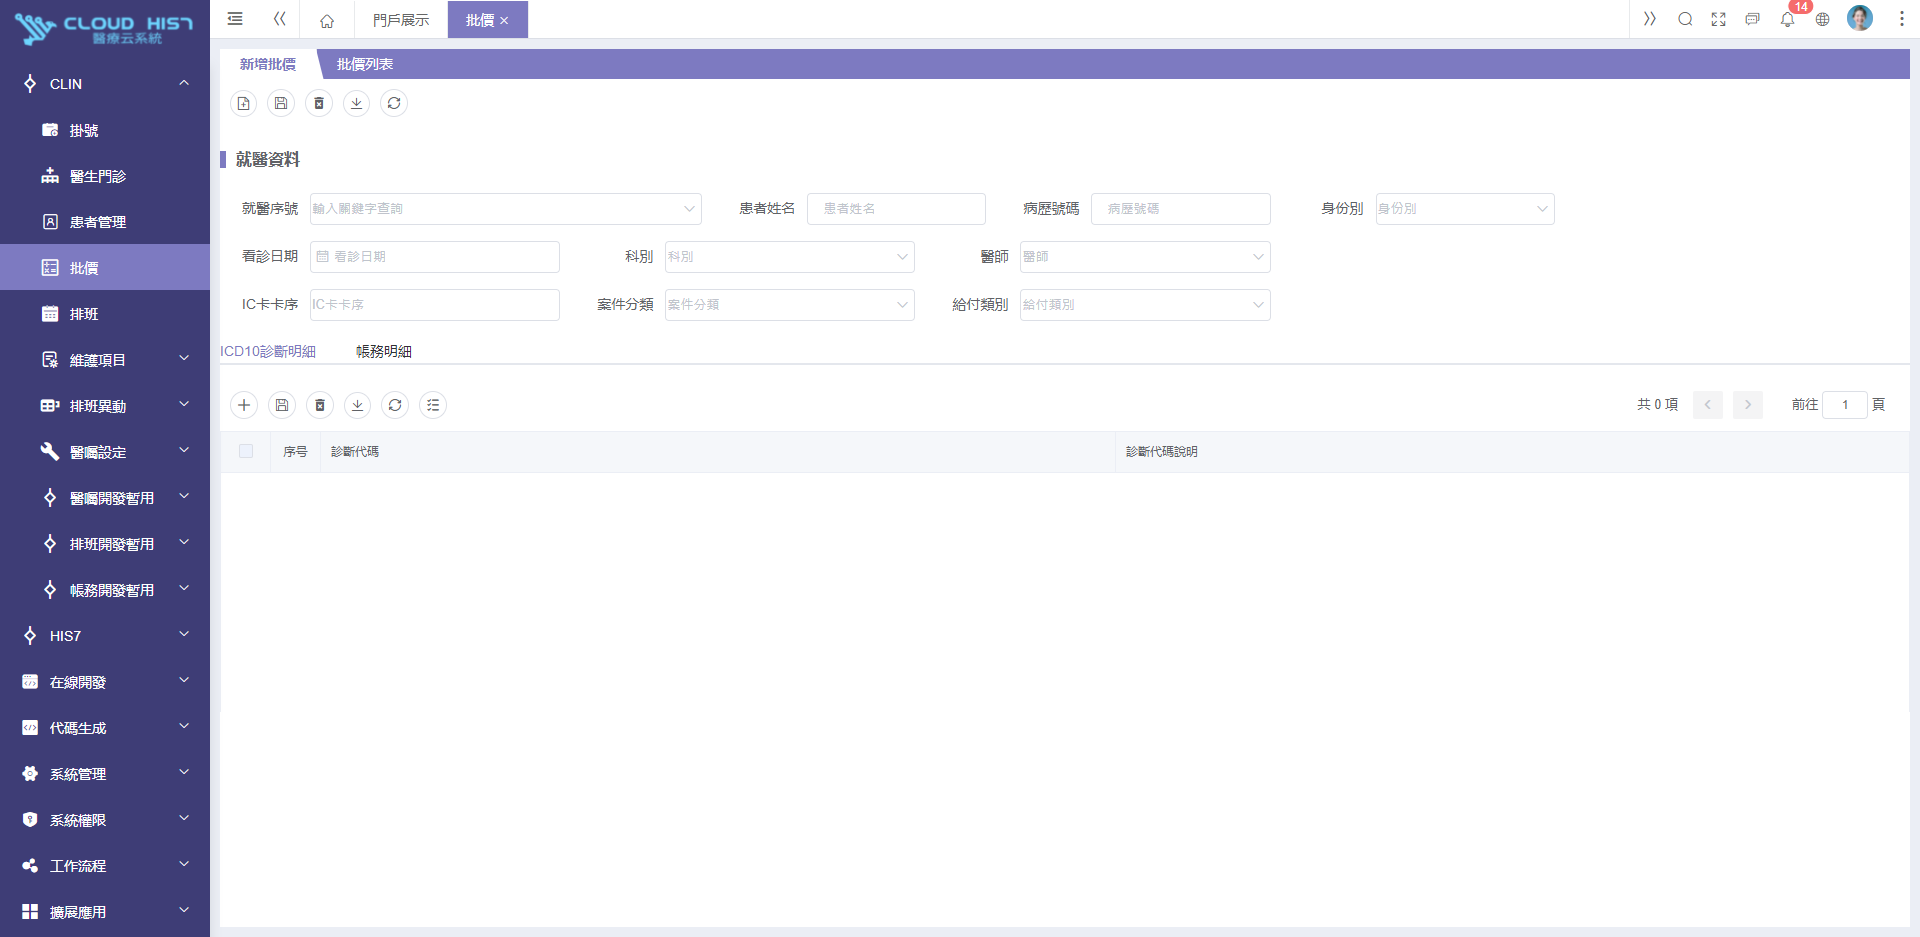 CLOUD HIS7
醫療云系統
門戶展示
批價
14
CLIN
掛號
醫生門診
患者管理
批價
排班
維護項目
排班異動
醫囑設定
醫囑開發暫用
排班開發暫用
帳務開發暫用
HIS7
在線開發
代碼生成
系統管理
系統權限
工作流程
擴展應用
新增批價
批價列表
就醫資料
就醫序號 輸入關鍵字查詢 患者姓名 患者姓名 病歷號碼 病歷號碼 身份別 身份別
看診日期 看診日期 科別 科別 醫師 醫師
IC卡卡序 IC卡卡序 案件分類 案件分類 給付類別 給付類別
ICD10診斷明細 帳務明細
共 0 項 前往 1 頁
序号 診斷代碼 診斷代碼說明